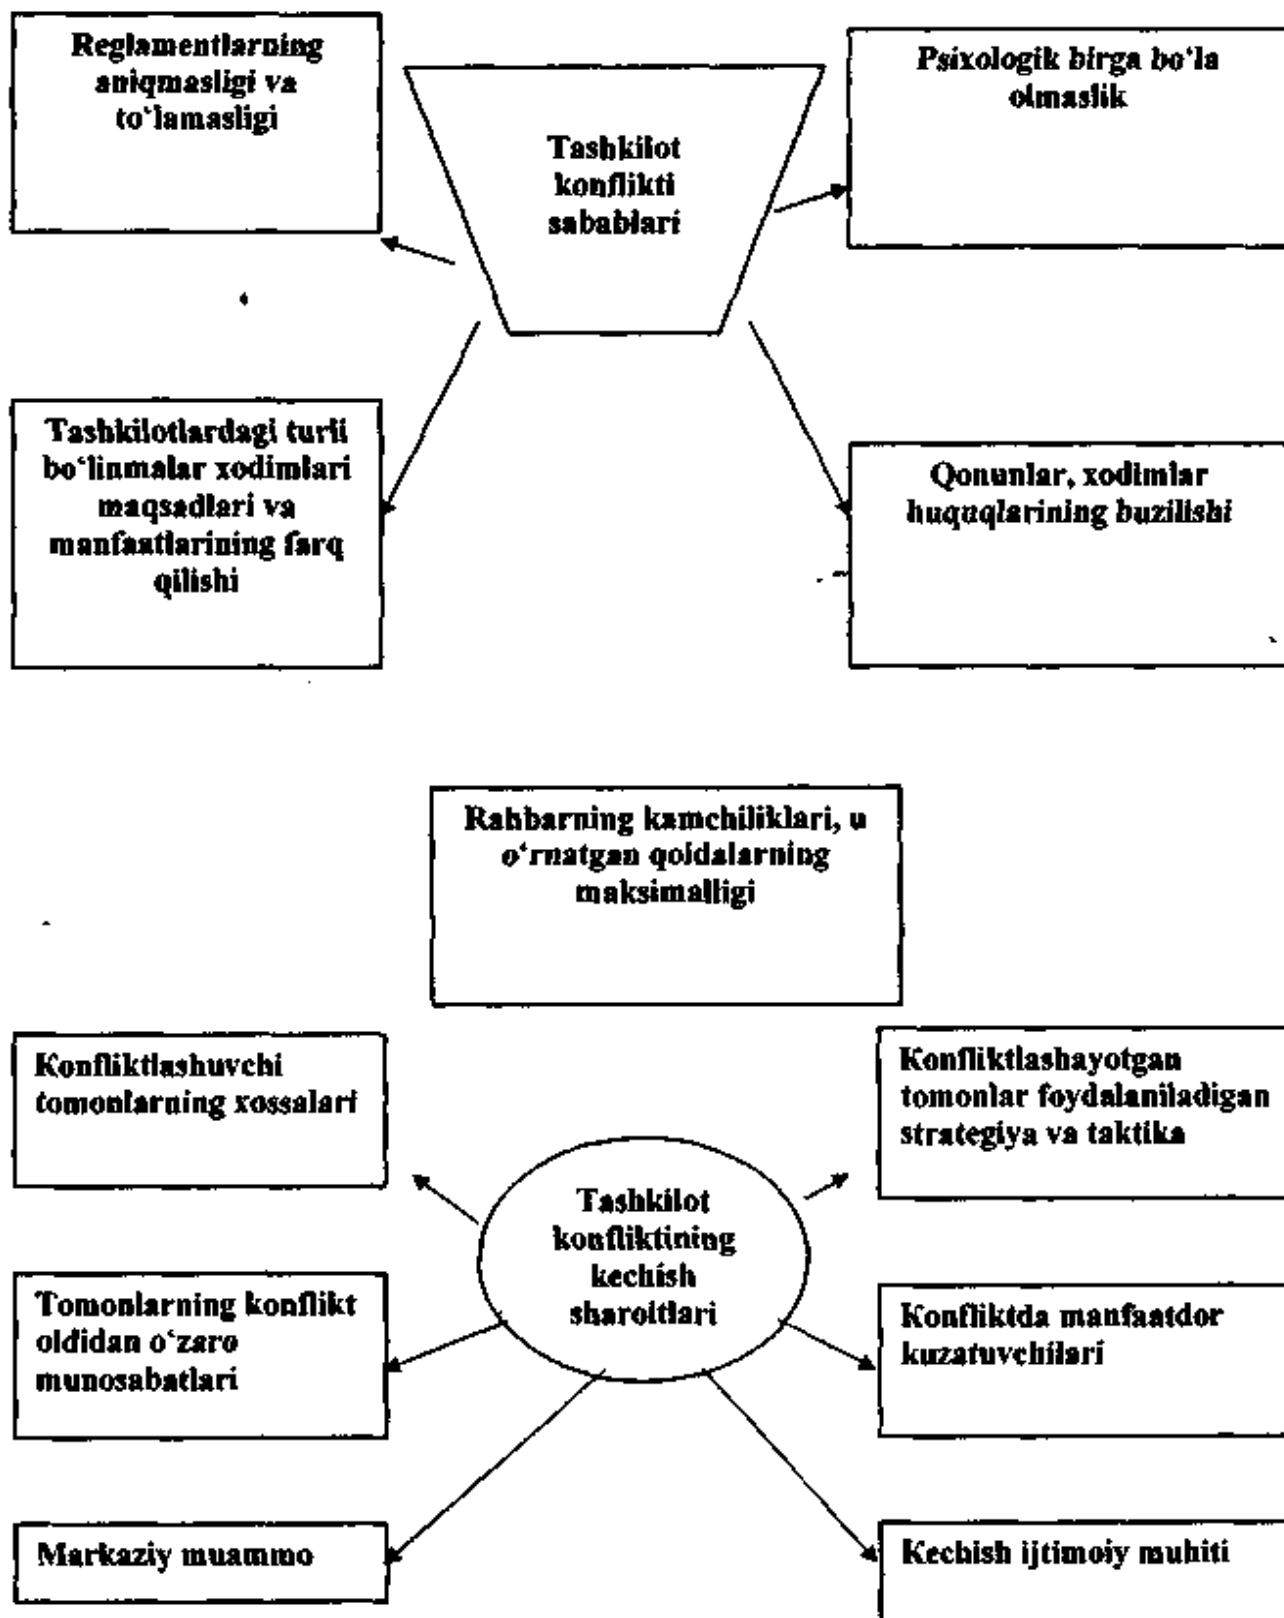 Reglamentlarning
aniqmasligi va
to‘lamasligi
Tashkilot
konflikti
sabablari
Psixologik birga bo‘la
olmaslik
Tashkilotlardagi turli
bo‘linmalar xodimlari
maqsadlari va
manfaatlarining farq
qilishi
Qonunlar, xodimlar
huquqlarining buzilishi
Rahbarning kamchiliklari, u
o‘rnatgan qoidalarning
maksimalligi
Konfliktlashuvchi
tomonlarning xossalari
Konfliktlashayotgan
tomonlar foydalaniladigan
strategiya va taktika
Tashkilot
konfliktining
kechish
sharoitlari
Tomonlarning konflikt
oldidan o‘zaro
munosabatlari
Konfliktda manfaatdor
kuzatuvchilari
Markaziy muammo
Kechish ijtimoiy muhiti